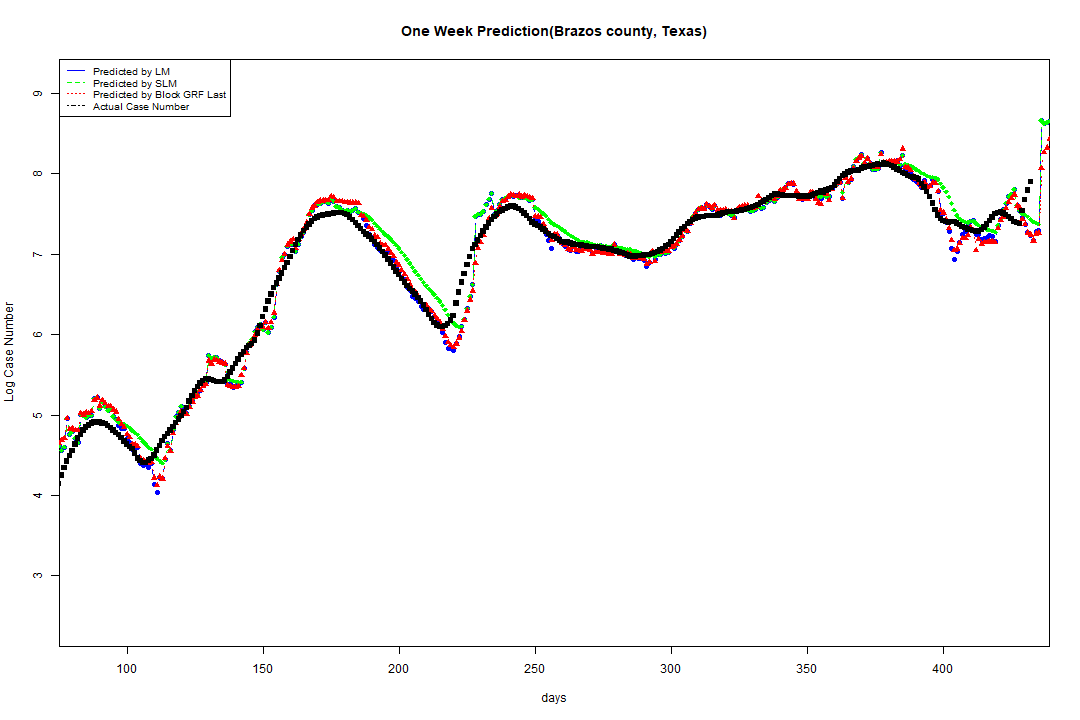 One Week Prediction(Brazos county, Texas)
Predicted by LM
Predicted by SLM
Predicted by Block GRF Last
Actual Case Number
9
8
7
6
5
4
3
Log Case Number
100 150 200 250 300 350 400
days